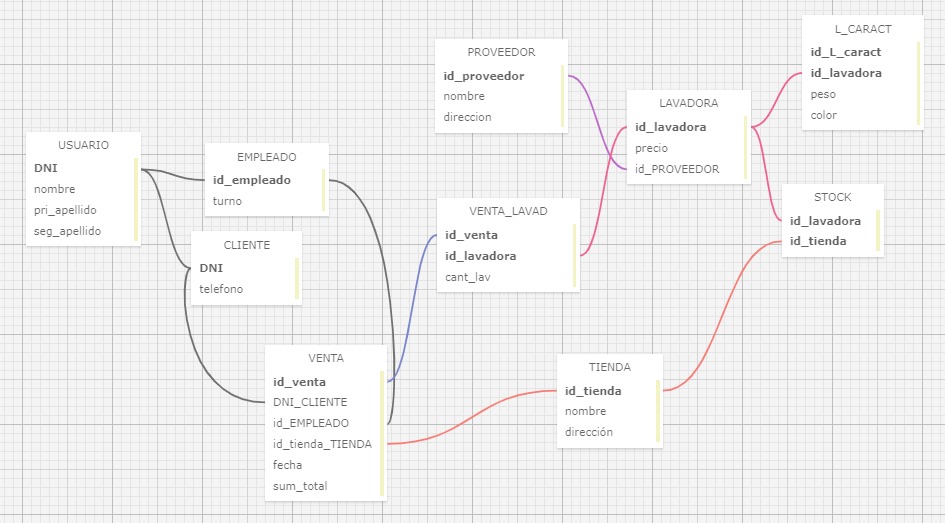 USUARIO
DNI
nombre
pri_apellido
seg_apellido
EMPLEADO
id_empleado
turno
CLIENTE
DNI
telefono
VENTA
id_venta
DNI_CLIENTE
id_EMPLEADO
id_tienda_TIENDA
fecha
sum_total
PROVEEDOR
id_proveedor
nombre
direccion
VENTA_LAVAD
id_venta
id_lavadora
cant_lav
LAVADORA
id_lavadora
precio
id_PROVEEDOR
TIENDA
id_tienda
nombre
dirección
L_CARACT
id_L_caract
id_lavadora
peso
color
STOCK
id_lavadora
id_tienda